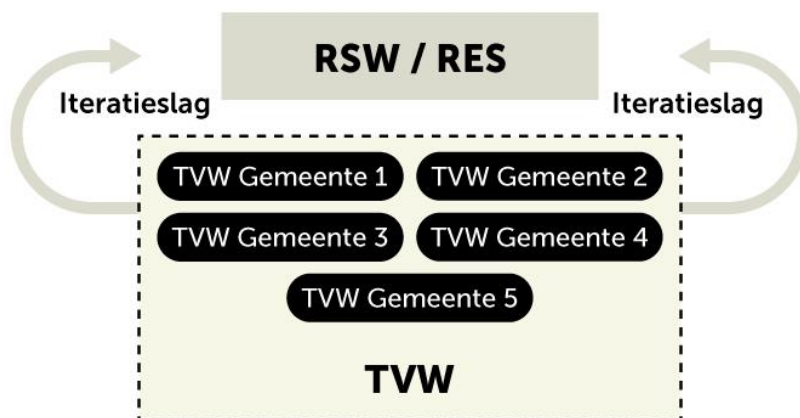 RSW / RES
Iteratieslag
Iteratieslag
TVW Gemeente 1
TVW Gemeente 2
TVW Gemeente 3
TVW Gemeente 4
TVW Gemeente 5
TVW